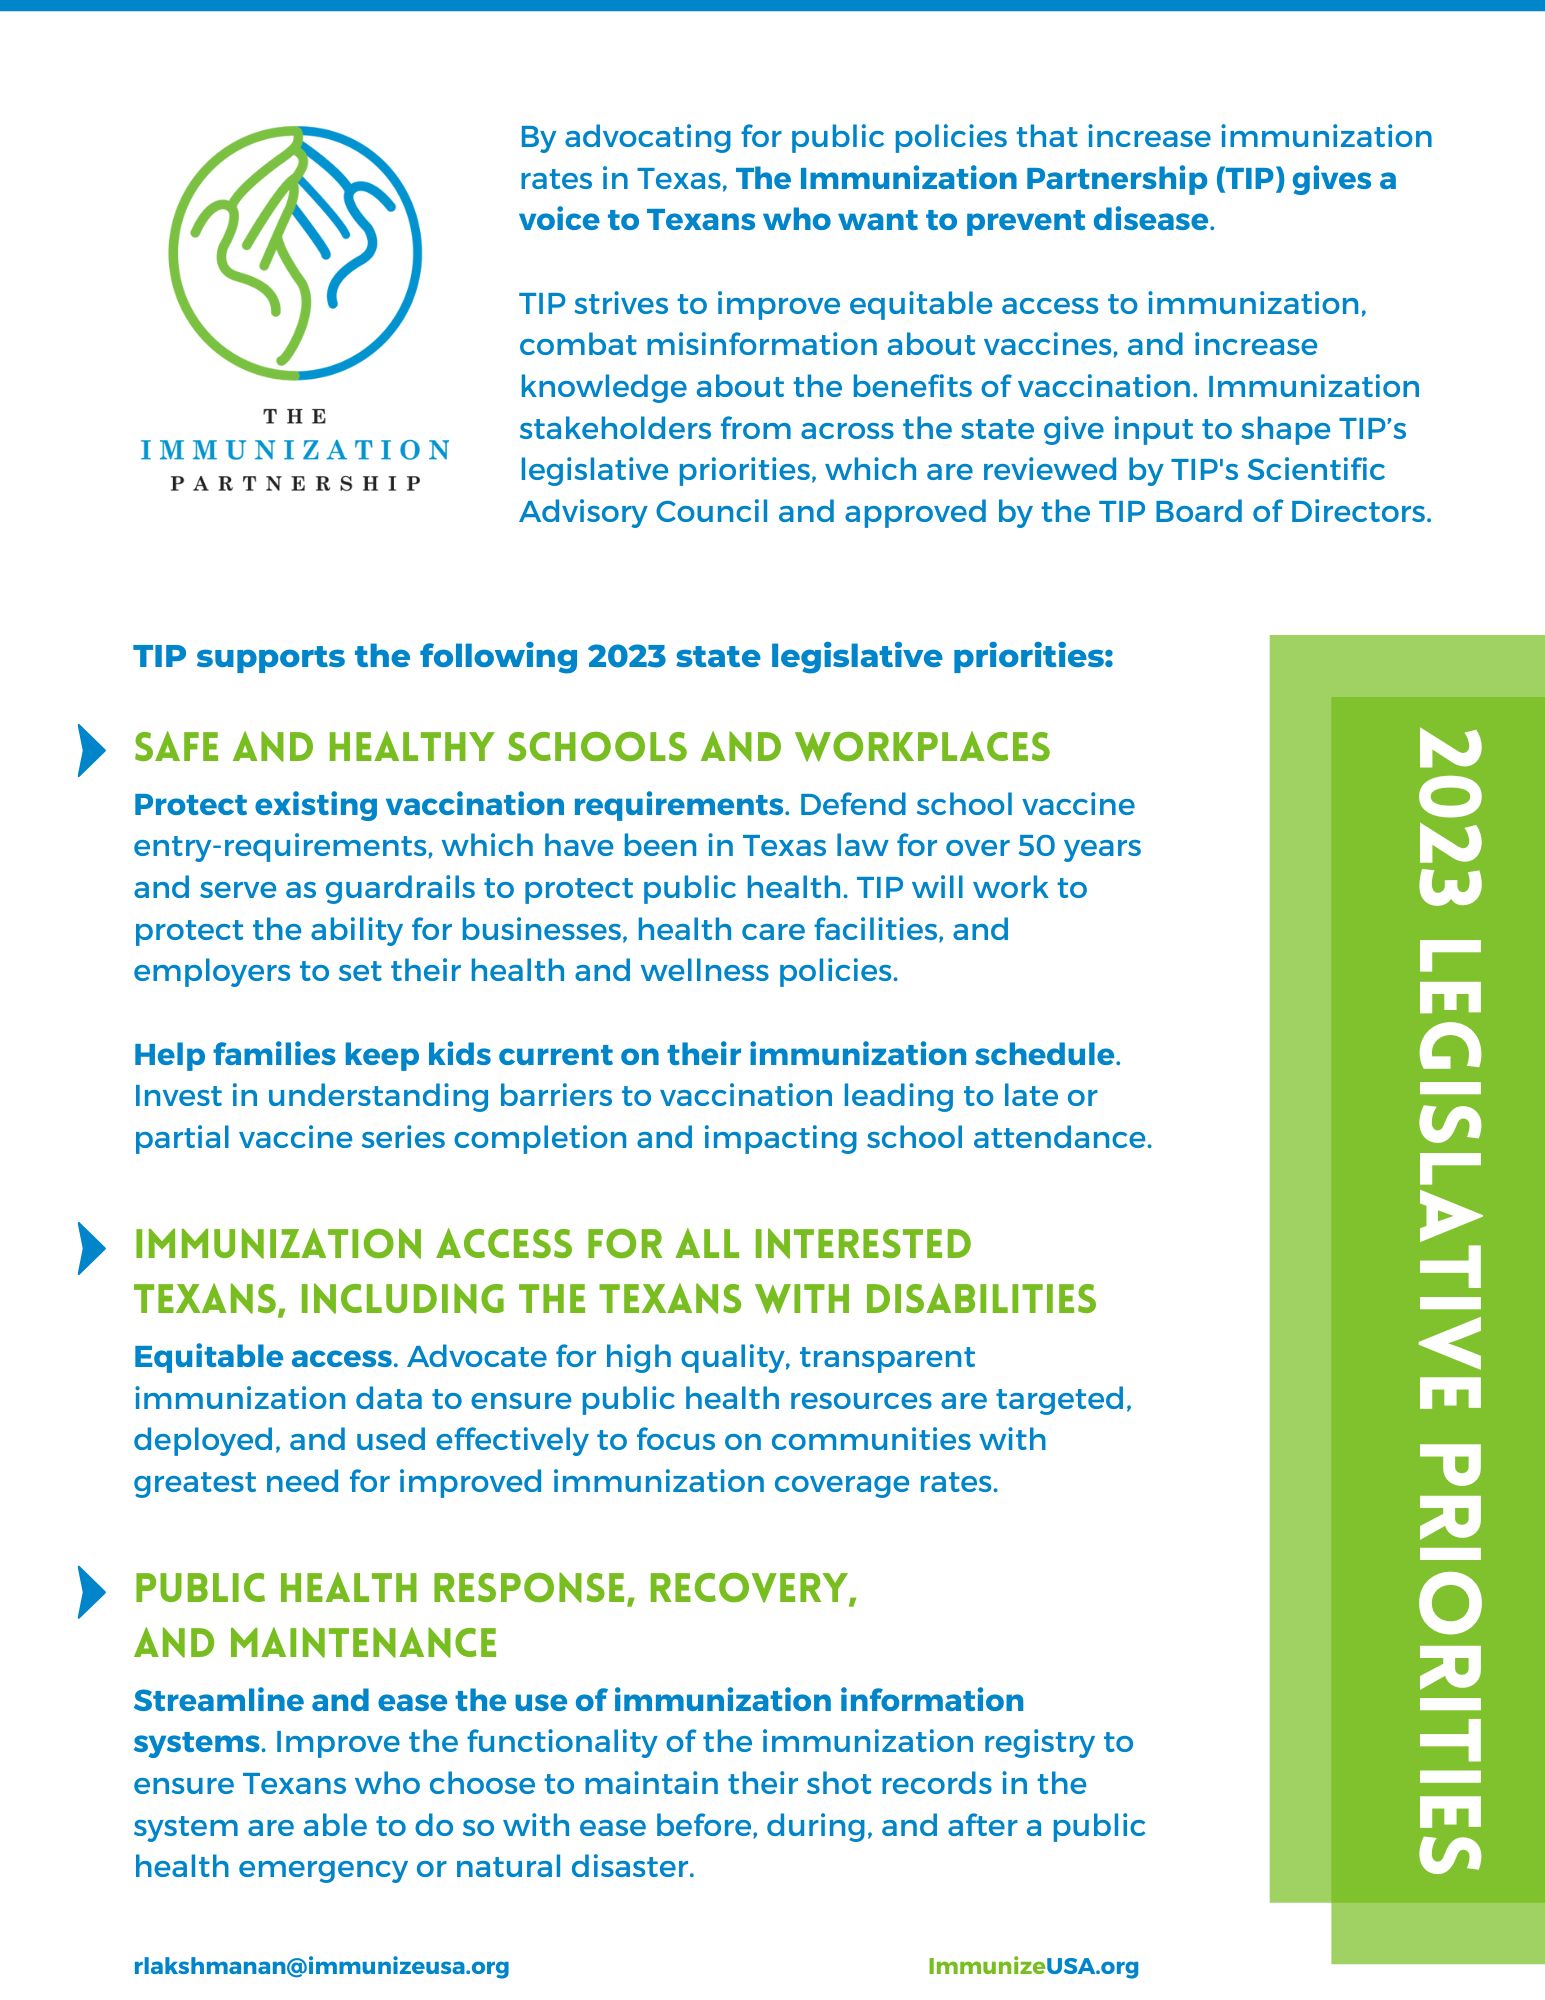 THE
IMMUNIZATION
PARTNERSHIP
By advocating for public policies that increase immunization
rates in Texas, The Immunization Partnership (TIP) gives a
voice to Texans who want to prevent disease.
TIP strives to improve equitable access to immunization,
combat misinformation about vaccines, and increase
knowledge about the benefits of vaccination. Immunization
stakeholders from across the state give input to shape TIP’s
legislative priorities, which are reviewed by TIP's Scientific
Advisory Council and approved by the TIP Board of Directors.
TIP supports the following 2023 state legislative priorities:
SAFE AND HEALTHY SCHOOLS AND WORKPLACES
Protect existing vaccination requirements. Defend school vaccine
entry-requirements, which have been in Texas law for over 50 years
and serve as guardrails to protect public health. TIP will work to
protect the ability for businesses, health care facilities, and
employers to set their health and wellness policies.
Help families keep kids current on their immunization schedule.
Invest in understanding barriers to vaccination leading to late or
partial vaccine series completion and impacting school attendance.
IMMUNIZATION ACCESS FOR ALL INTERESTED
TEXANS, INCLUDING THE TEXANS WITH DISABILITIES
Equitable access. Advocate for high quality, transparent
immunization data to ensure public health resources are targeted,
deployed, and used effectively to focus on communities with
greatest need for improved immunization coverage rates.
PUBLIC HEALTH RESPONSE, RECOVERY,
AND MAINTENANCE
Streamline and ease the use of immunization information
systems. Improve the functionality of the immunization registry to
ensure Texans who choose to maintain their shot records in the
system are able to do so with ease before, during, and after a public
health emergency or natural disaster.
2023 LEGISLATIVE PRIORITIES
rlakshmanan@immunizeusa.org
ImmunizeUSA.org